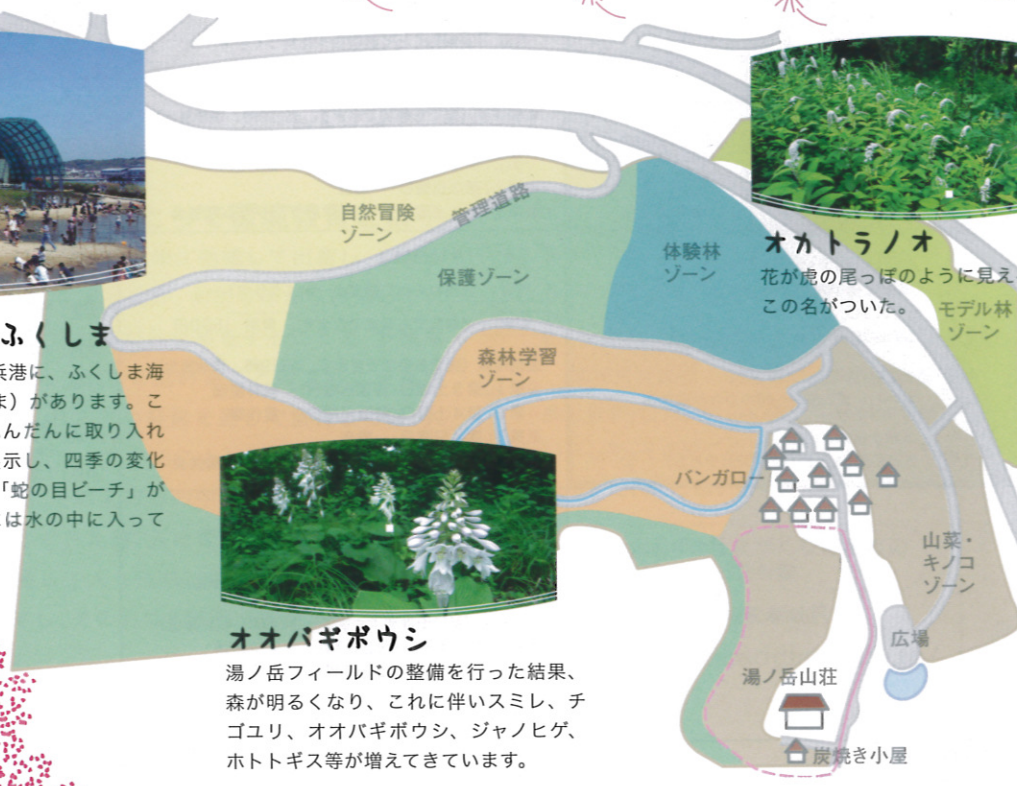 自然冒険
ゾーン
管理道路
保護ゾーン
体験林
ゾーン
オカトラノオ
花が虎の尾っぽのように見え
この名がついた。
モデル林
ゾーン
ふくしま
浜港に、ふくしま海
ま）があります。こ
んだんに取り入れ
示し、四季の変化
「蛇の目ビーチ」が
は水の中に入って
森林学習
ゾーン
バンガロー
山菜・
キノコ
ゾーン
広場
湯ノ岳山荘
炭焼き小屋
オオバギボウシ
湯ノ岳フィールドの整備を行った結果、
森が明るくなり、これに伴いスミレ、チ
ゴユリ、オオバギボウシ、ジャノヒゲ、
ホトトギス等が増えてきています。